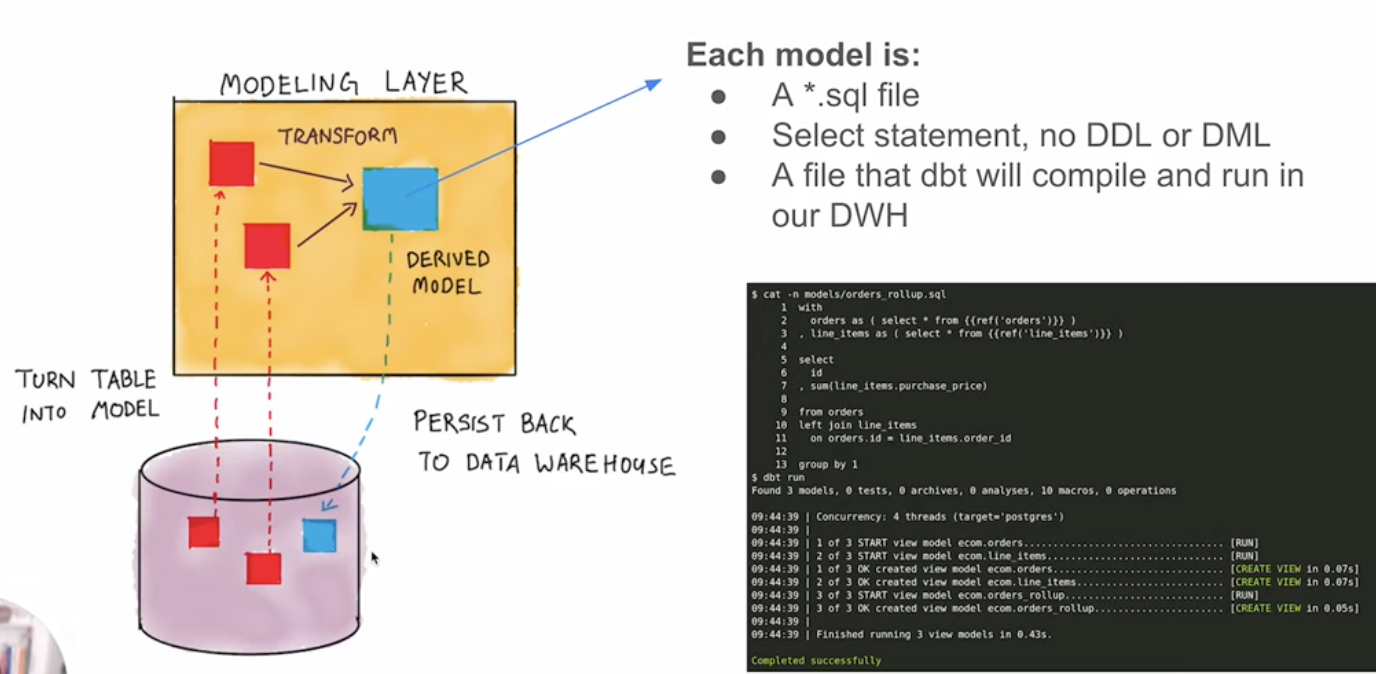 MODELING LAYER
TRANSFORM
DERIVED
MODEL
TURN TABLE
INTO MODEL
PERSIST BACK
TO DATA WAREHOUSE
Each model is:
● A *.sql file
● Select statement, no DDL or DML
● A file that dbt will compile and run in
our DWH
$ cat -n models/orders_rollup.sql
1 with
2 orders as ( select * from {{ref('orders')}} )
3 , line_items as ( select * from {{ref('line_items')}} )
4
5 select
6 id
7 , sum(line_items.purchase_price)
8
9 from orders
10 left join line_items
11 on orders.id = line_items.order_id
12
13 group by 1
$ dbt run
Found 3 models, 0 tests, 0 archives, 0 analyses, 10 macros, 0 operations
09:44:39 | Concurrency: 4 threads (target='postgres')
09:44:39 |
09:44:39 | 1 of 3 START view model ecom.orders................................ [RUN]
09:44:39 | 2 of 3 START view model ecom.line_items............................ [RUN]
09:44:39 | 1 of 3 OK created view model ecom.orders........................... [CREATE VIEW in 0.07s]
09:44:39 | 2 of 3 OK created view model ecom.line_items....................... [CREATE VIEW in 0.07s]
09:44:39 | 3 of 3 START view model ecom.orders_rollup......................... [RUN]
09:44:39 | 3 of 3 OK created view model ecom.orders_rollup.................... [CREATE VIEW in 0.05s]
09:44:39 |
09:44:39 | Finished running 3 view models in 0.43s.
Completed successfully